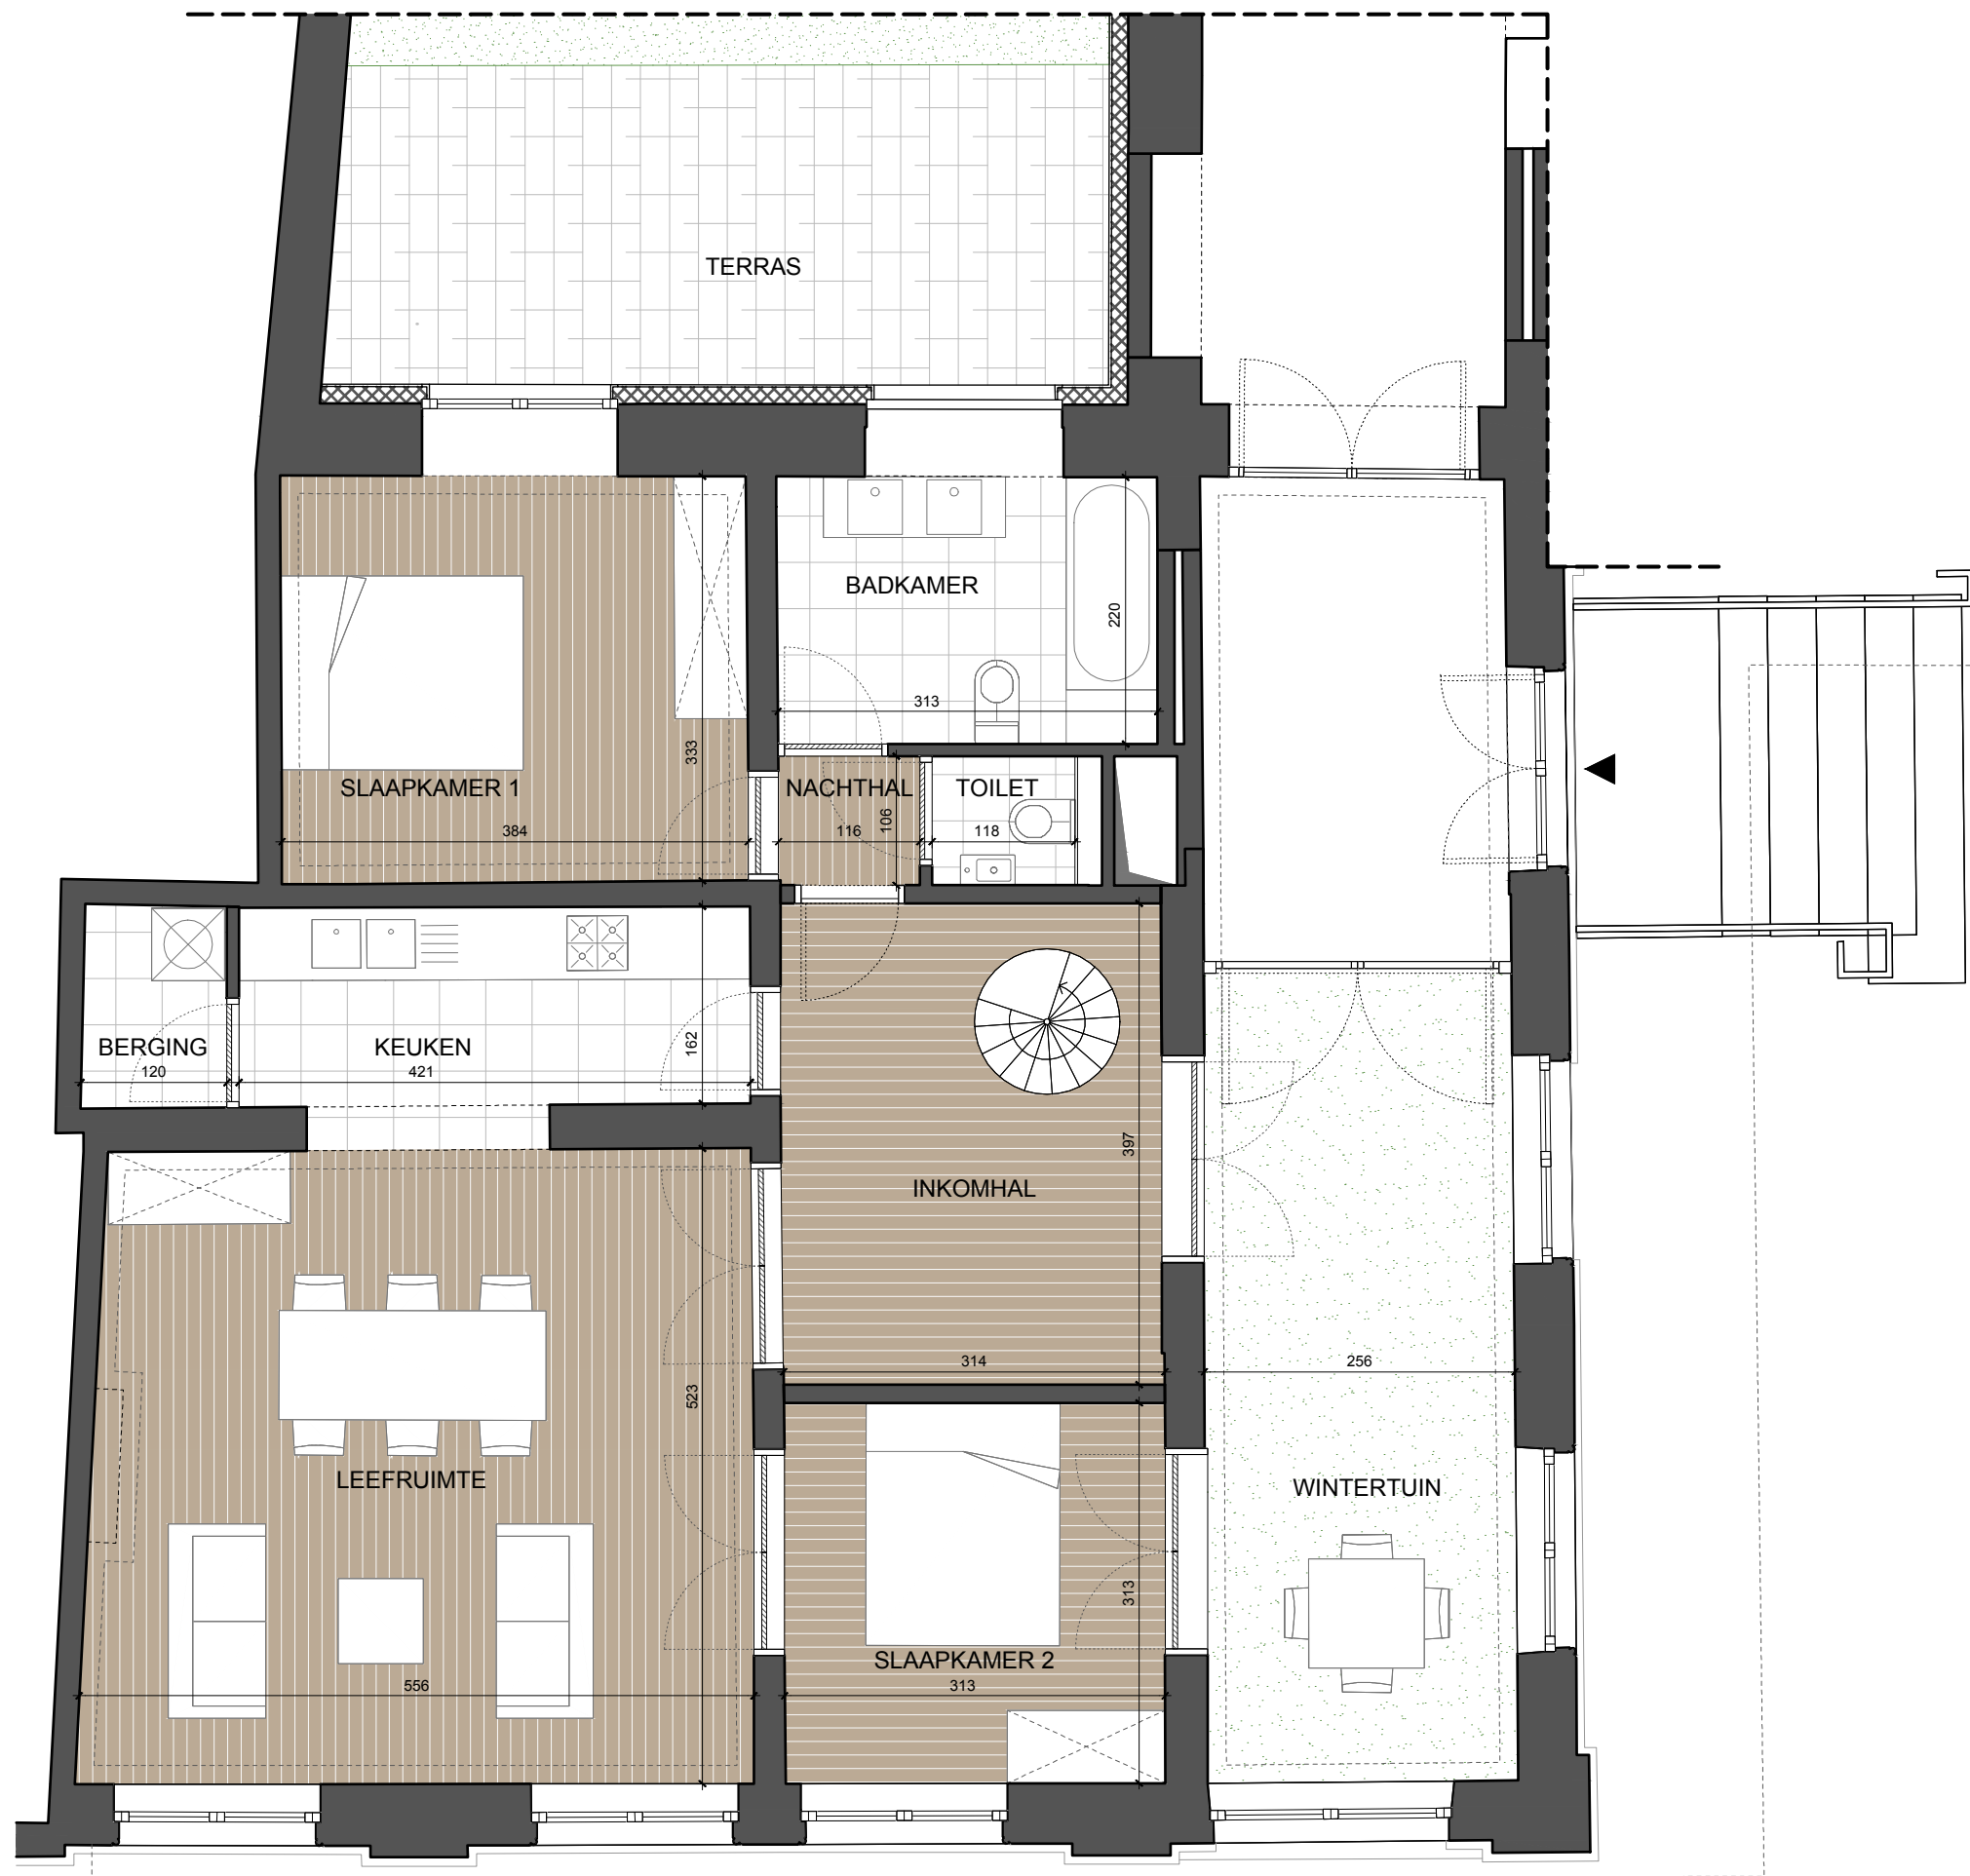 TERRAS
BADKAMER
220
313
333
SLAAPKAMER 1
NACHTHAL
TOILET
106
384
116
118
BERGING
KEUKEN
162
120
421
397
INKOMHAL
314
256
523
LEEFRUIMTE
WINTERTUIN
313
SLAAPKAMER 2
556
313